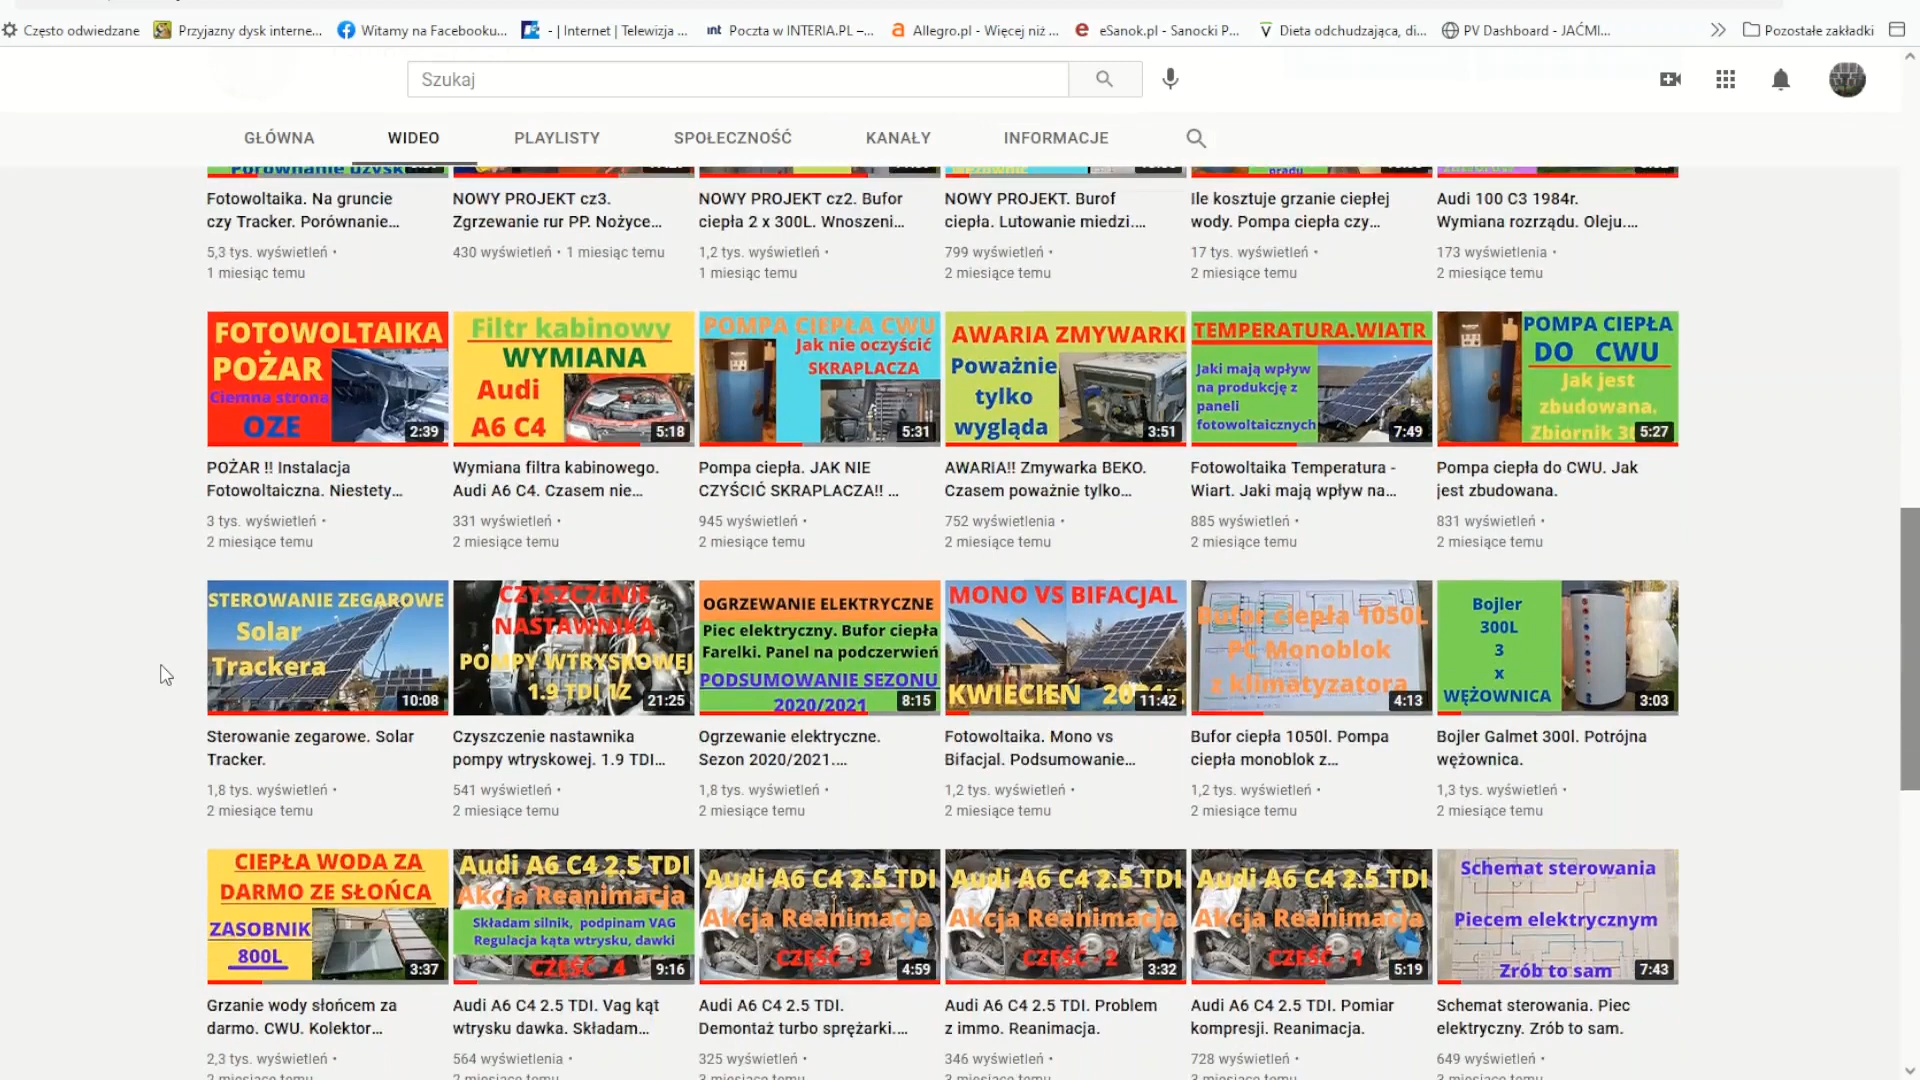 Często odwiedzane
Przyjazny dysk interne...
Witamy na Facebooku...
- | Internet | Telewizja ...
int Poczta w INTERIA.PL –...
a Allegro.pl - Więcej niż ...
e eSanok.pl - Sanocki P...
Dieta odchudzająca, di...
PV Dashboard - JAĆMI...
Pozostałe zakładki
Szukaj
GŁÓWNA
WIDEO
PLAYLISTY
SPOŁECZNOŚĆ
KANAŁY
INFORMACJE
Porównanie uzysk
prądu
Fotowoltaika. Na gruncie
czy Tracker. Porównanie...
5,3 tys. wyświetleń •
1 miesiąc temu
NOWY PROJEKT cz3.
Zgrzewanie rur PP. Nożyce...
430 wyświetleń • 1 miesiąc temu
NOWY PROJEKT cz2. Bufor
ciepła 2 x 300L. Wnoszeni...
1,2 tys. wyświetleń •
1 miesiąc temu
NOWY PROJEKT. Burof
ciepła. Lutowanie miedzi....
799 wyświetleń •
2 miesiące temu
Ile kosztuje grzanie ciepłej
wody. Pompa ciepła czy...
17 tys. wyświetleń •
2 miesiące temu
Audi 100 C3 1984r.
Wymiana rozrządu. Oleju....
173 wyświetlenia •
2 miesiące temu
FOTOWOLTAIKA
POŻAR
Ciemna strona
OZE
2:39
POŻAR !! Instalacja
Fotowoltaiczna. Niestety...
3 tys. wyświetleń •
2 miesiące temu
Filtr kabinowy
WYMIANA
Audi
A6 C4
5:18
Wymiana filtra kabinowego.
Audi A6 C4. Czasem nie...
331 wyświetleń •
2 miesiące temu
POMPA CIEPŁA CWU
Jak nie oczyścić
SKRAPLACZA
5:31
Pompa ciepła. JAK NIE
CZYŚCIĆ SKRAPLACZA!! ...
945 wyświetleń •
2 miesiące temu
AWARIA ZMYWARKI
Poważnie
tylko
wygląda
3:51
AWARIA!! Zmywarka BEKO.
Czasem poważnie tylko...
752 wyświetlenia •
2 miesiące temu
TEMPERATURA.WIATR
Jaki mają wpływ
na produkcję z
paneli
fotowoltaicznych
7:49
Fotowoltaika Temperatura -
Wiart. Jaki mają wpływ na...
885 wyświetleń •
2 miesiące temu
POMPA CIEPŁA
DO CWU
Jak jest
zbudowana.
Zbiornik 3
5:27
Pompa ciepła do CWU. Jak
jest zbudowana.
831 wyświetleń •
2 miesiące temu
STEROWANIE ZEGAROWE
Solar
Trackera
10:08
Sterowanie zegarowe. Solar
Tracker.
1,8 tys. wyświetleń •
2 miesiące temu
CZYSZCZENIE
NASTAWNIKA
POMPY WTRYSKOWEJ
1.9 TDI 1Z
21:25
Czyszczenie nastawnika
pompy wtryskowej. 1.9 TDI...
541 wyświetleń •
2 miesiące temu
OGRZEWANIE ELEKTRYCZNE
Piec elektryczny. Bufor ciepła
Farelki. Panel na podczerwień
PODSUMOWANIE SEZONU
2020/2021
8:15
Ogrzewanie elektryczne.
Sezon 2020/2021....
1,8 tys. wyświetleń •
2 miesiące temu
MONO VS BIFACJAL
KWIECIEŃ 20
11:42
Fotowoltaika. Mono vs
Bifacjal. Podsumowanie...
1,2 tys. wyświetleń •
2 miesiące temu
Bufor ciepła 1050L
PC Monoblok
z klimatyzatora
4:13
Bufor ciepła 1050l. Pompa
ciepła monoblok z...
1,2 tys. wyświetleń •
2 miesiące temu
Bojler
300L
3
x
WĘŻOWNICA
3:03
Bojler Galmet 300l. Potrójna
wężownica.
1,3 tys. wyświetleń •
2 miesiące temu
CIEPŁA WODA ZA
DARMO ZE SŁOŃCA
ZASOBNIK
800L
3:37
Grzanie wody słońcem za
darmo. CWU. Kolektor...
2,3 tys. wyświetleń •
2 miesiące temu
Audi A6 C4 2.5 TDI
Akcja Reanimacja
Składam silnik, podpinam VAG
Regulacja kąta wtrysku, dawki
CZĘŚĆ - 4
9:16
Audi A6 C4 2.5 TDI. Vag kąt
wtrysku dawka. Składam...
564 wyświetlenia •
2 miesiące temu
Audi A6 C4 2.5 TDI
Akcja Reanimacja
CZĘŚĆ - 3
4:59
Audi A6 C4 2.5 TDI.
Demontaż turbo sprężarki....
325 wyświetleń •
3 miesiące temu
Audi A6 C4 2.5 TDI
Akcja Reanimacja
CZĘŚĆ - 2
3:32
Audi A6 C4 2.5 TDI. Problem
z immo. Reanimacja.
346 wyświetleń •
3 miesiące temu
Audi A6 C4 2.5 TDI
Akcja Reanimacja
CZĘŚĆ - 1
5:19
Audi A6 C4 2.5 TDI. Pomiar
kompresji. Reanimacja.
728 wyświetleń •
3 miesiące temu
Schemat sterowania
Piecem elektrycznym
Zrób to sam
7:43
Schemat sterowania. Piec
elektryczny. Zrób to sam.
649 wyświetleń •
3 miesiące temu